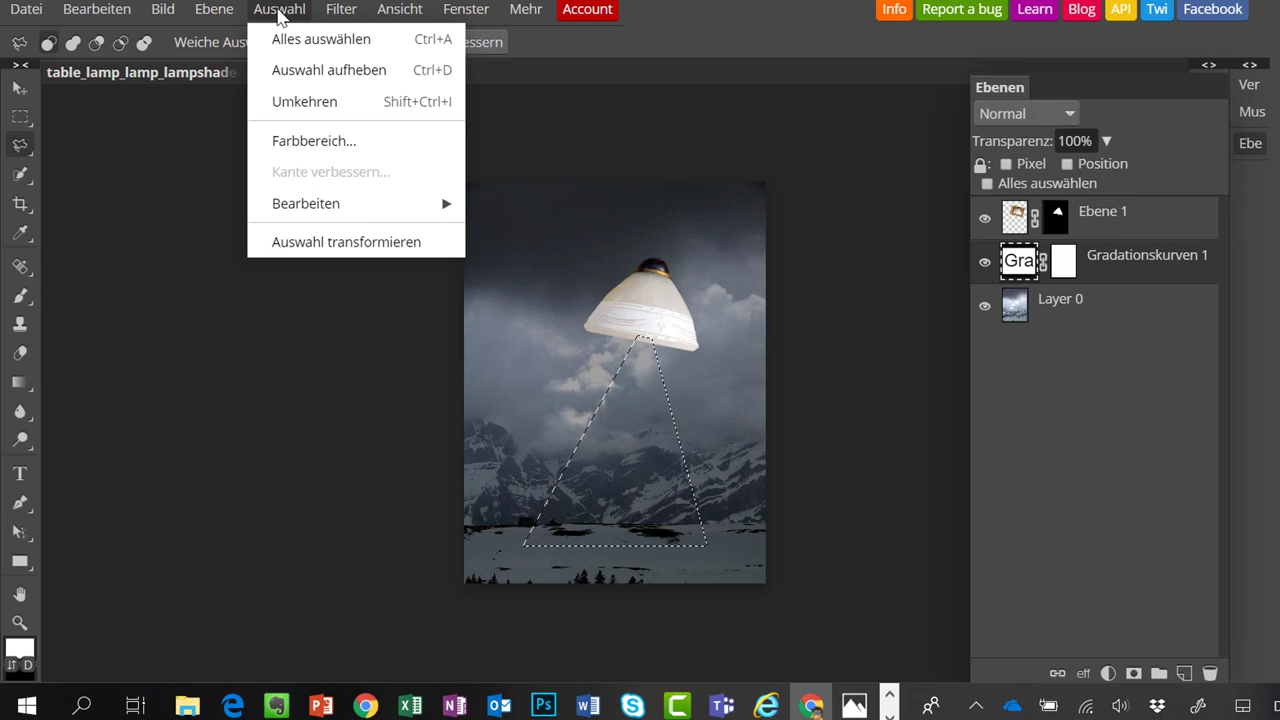 Datei Bearbeiten Bild Ebene Auswahl Filter Ansicht Fenster Mehr Account Info Report a bug Learn Blog API Twi Facebook
Weiche Aus
essern
table_lamp_lamp_lampshade
> <
< >
< >
Alles auswählen Ctrl+A
Auswahl aufheben Ctrl+D
Umkehren Shift+Ctrl+I
Farbbereich...
Kante verbessern...
Bearbeiten
Auswahl transformieren
Ebenen
Normal
Transparenz: 100%
Pixel Position
Alles auswählen
Ebene 1
Gra Gradationskurven 1
Layer 0
Ver
Mus
Ebe
D
eff